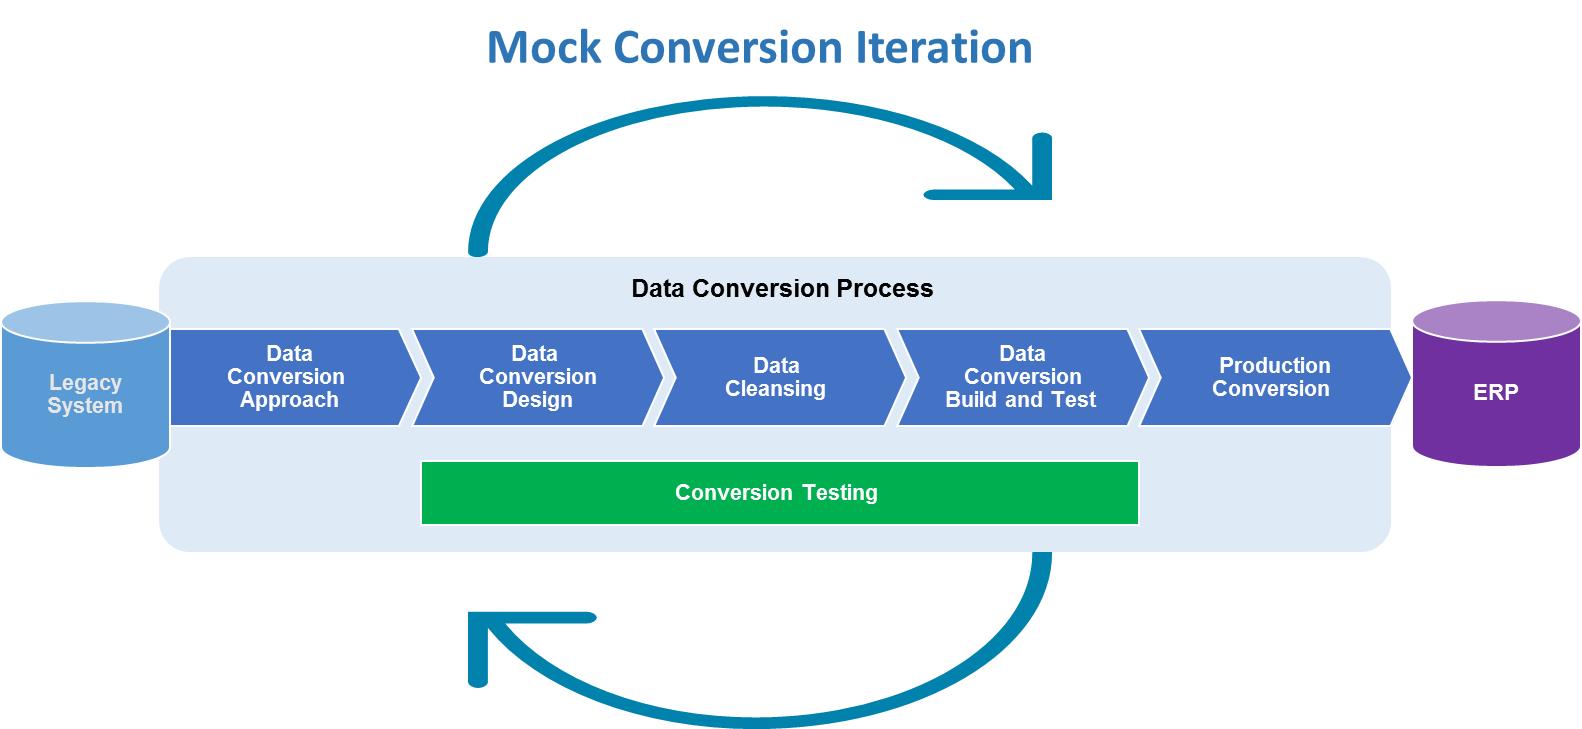 Mock Conversion Iteration
Data Conversion Process
Legacy
System
Data
Conversion
Approach
Data
Conversion
Design
Data
Cleansing
Data
Conversion
Build and Test
Production
Conversion
ERP
Conversion Testing